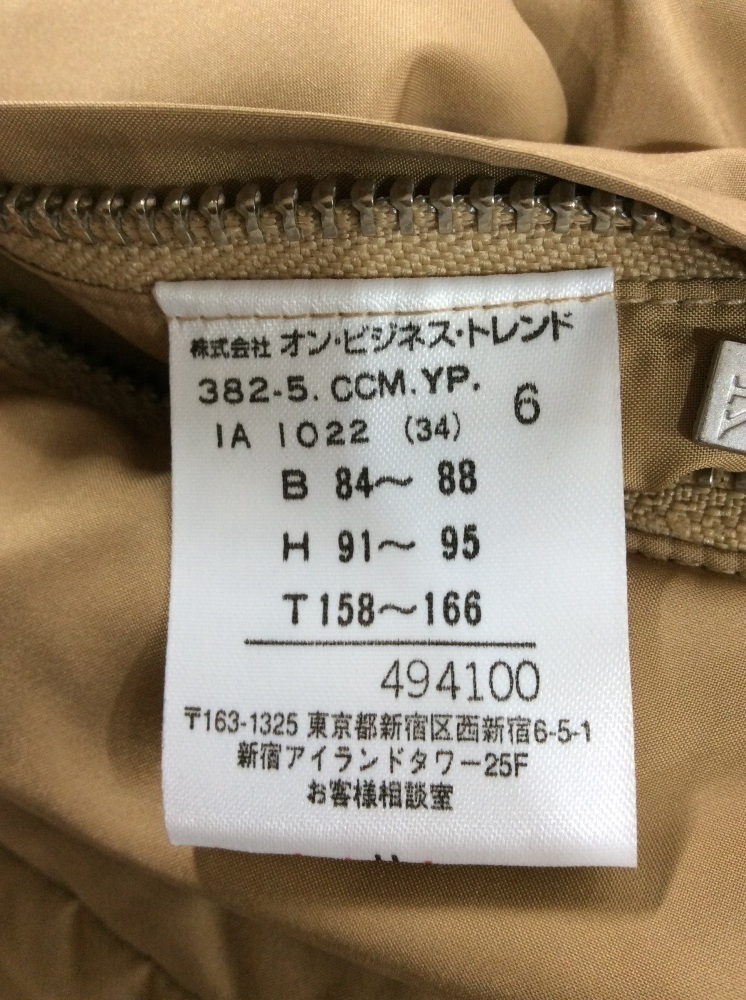 株式会社 オン・ビジネス・トレンド
382-5. CCM. YP. 6
IA 1022 (34)
B 84～ 88
H 91～ 95
T 158～166
494100
〒163-1325 東京都新宿区西新宿6-5-1
新宿アイランドタワー25F
お客様相談室